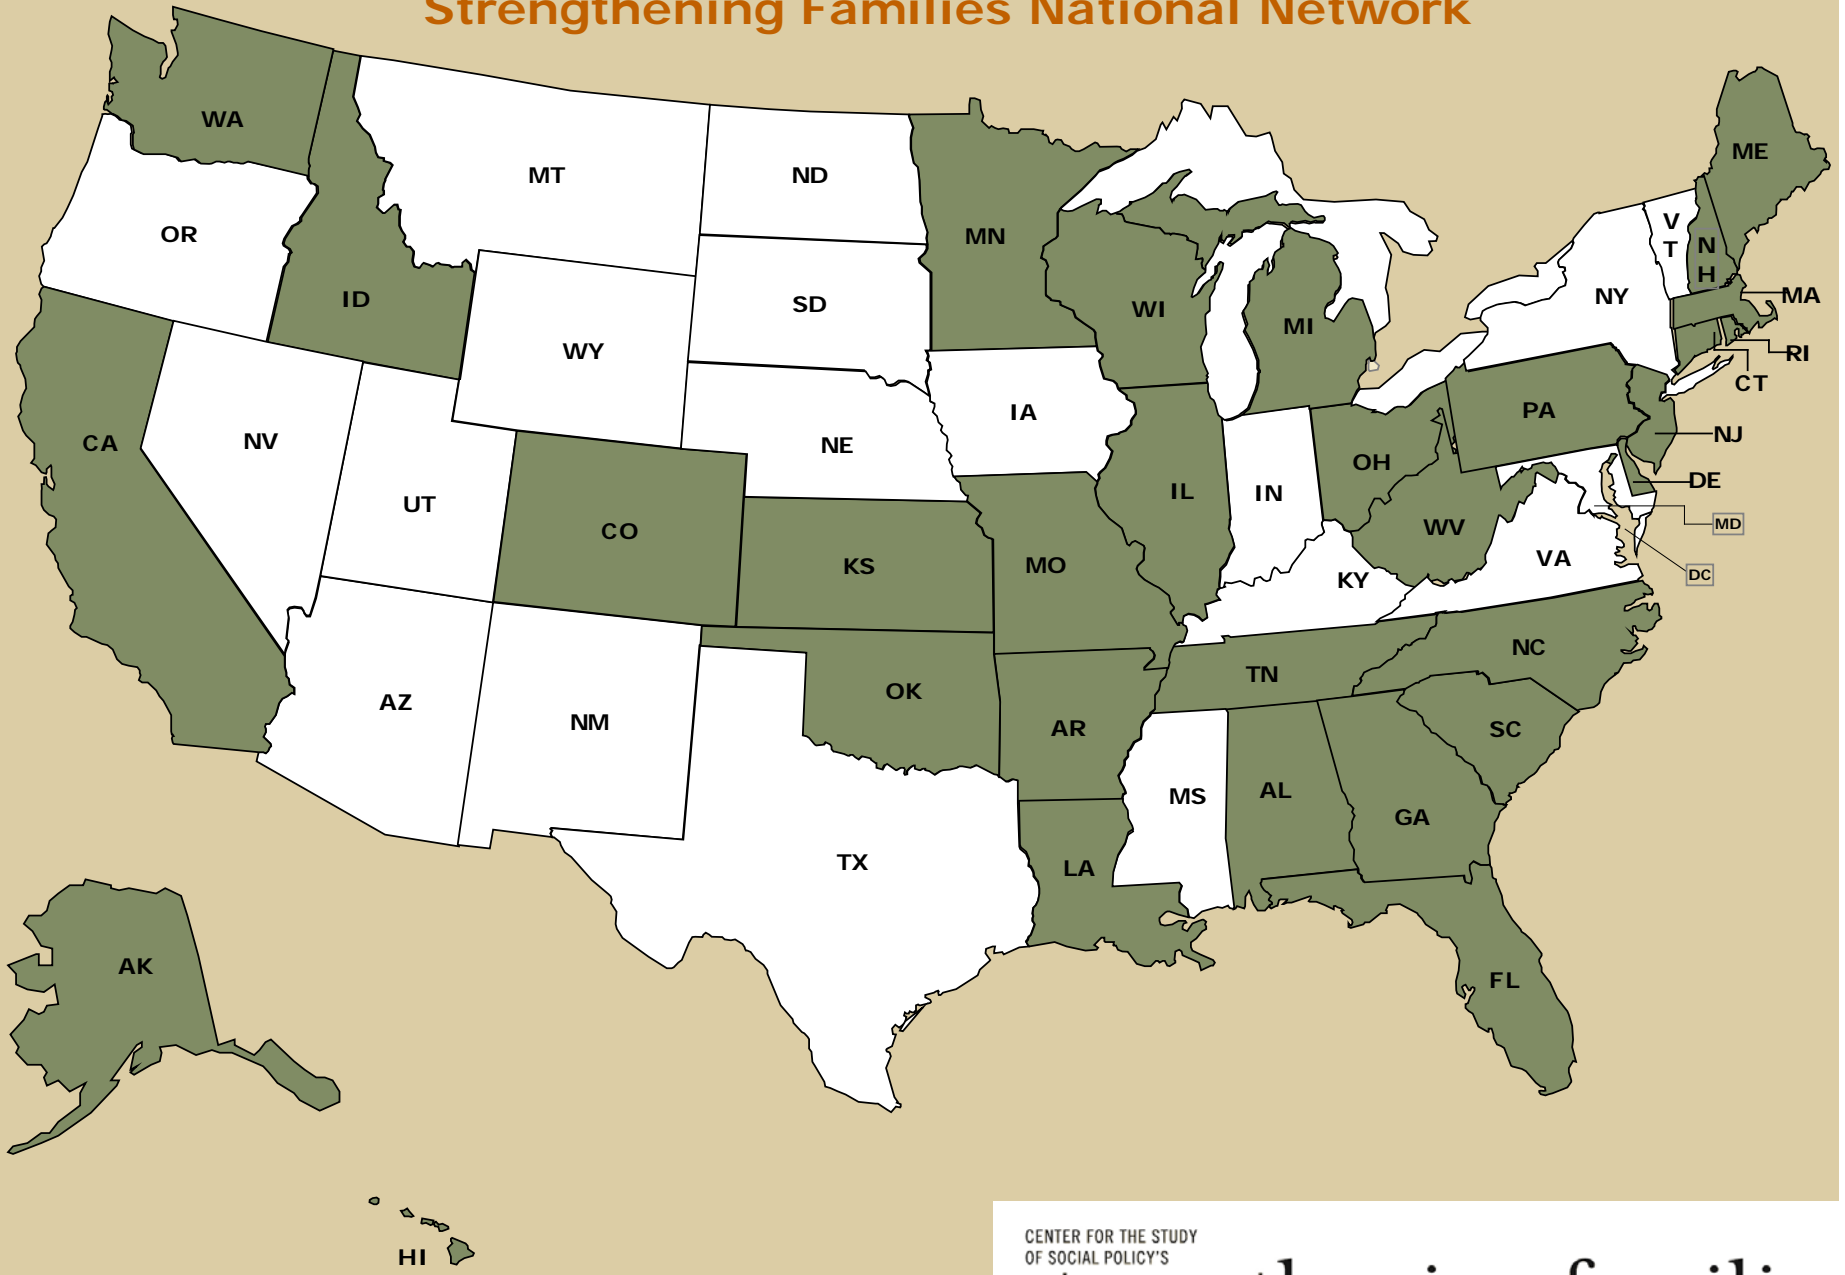 Strengthening Families National Network
WA
MT
ND
ME
OR
MN
V
T
N
H
ID
SD
WI
MI
NY
MA
WY
RI
CT
IA
PA
CA
NV
NE
NJ
OH
UT
IL
IN
DE
CO
KS
MO
WV
MD
KY
VA
DC
NC
TN
AZ
NM
OK
AR
SC
MS
AL
GA
TX
LA
AK
FL
HI
CENTER FOR THE STUDY
OF SOCIAL POLICY'S